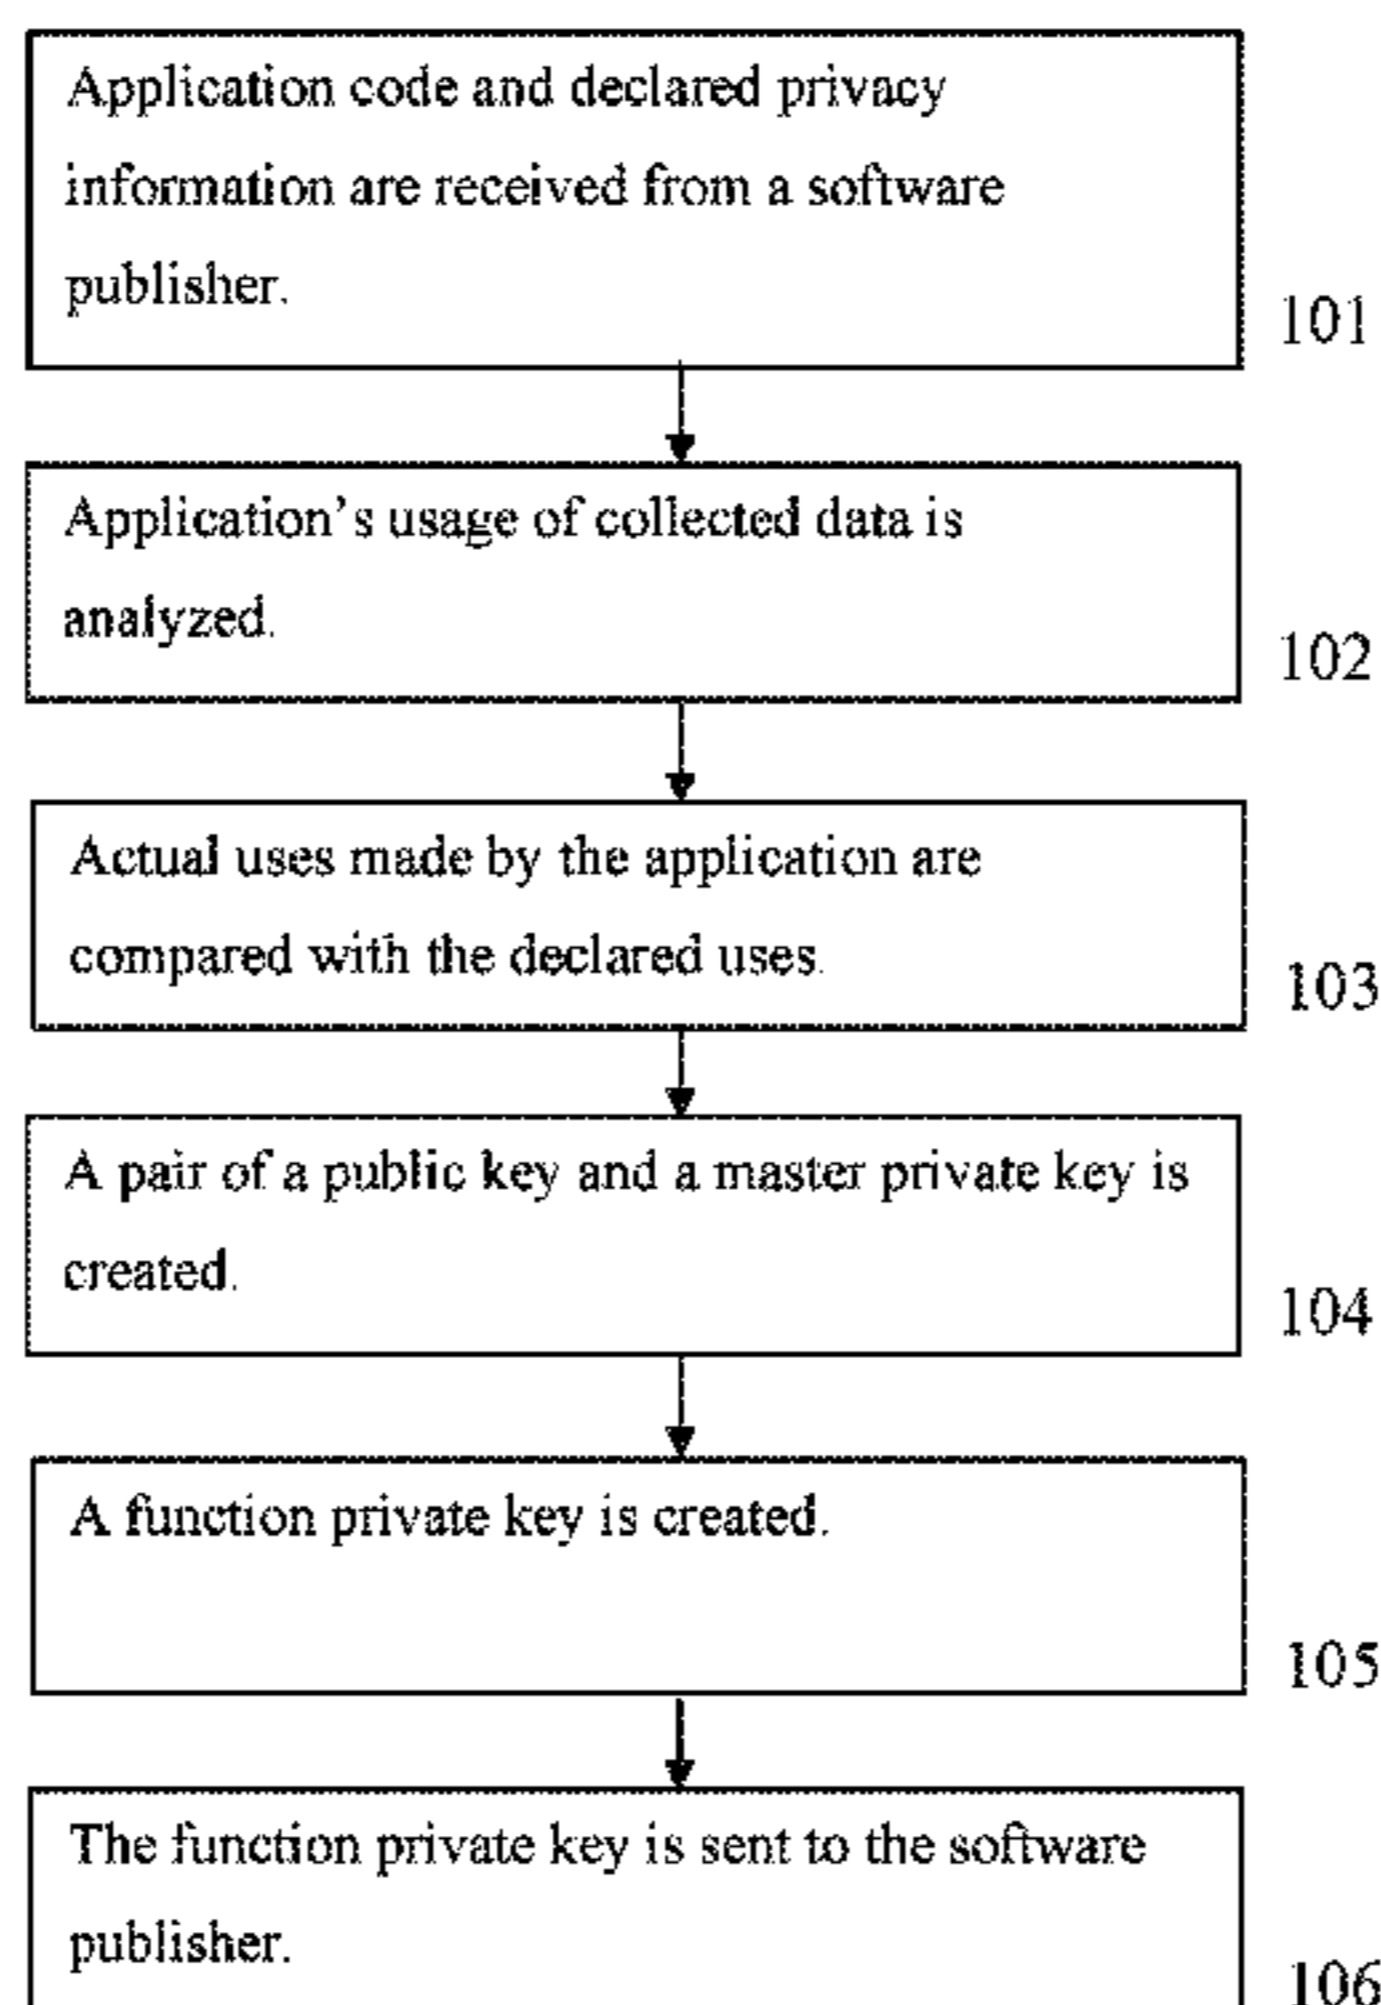 Application code and declared privacy
information are received from a software
publisher.
101
Application's usage of collected data is
analyzed.
102
Actual uses made by the application are
compared with the declared uses.
103
A pair of a public key and a master private key is
created.
104
A function private key is created.
105
The function private key is sent to the software
publisher.
106